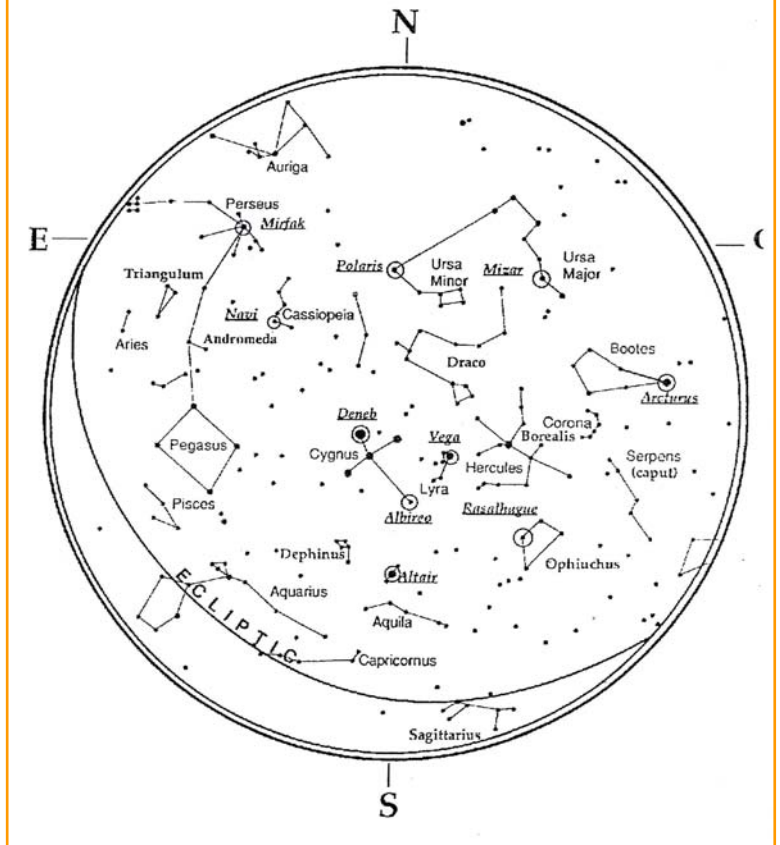 N
Auriga
Perseus
Mirfak
E
Triangulum
Polaris
Ursa
Minor
Mizar
Ursa
Major
Navi
Cassiopeia
Aries
Andromeda
Draco
Bootes
Arcturus
Deneb
Vega
Corona
Borealis
Pegasus
Cygnus
Hercules
Serpens
(caput)
Lyra
Pisces
Albireo
Rasalhague
Dephinus
Ophiuchus
Altair
Aquarius
ECLIPTIC
Aquila
Capricornus
Sagittarius
S